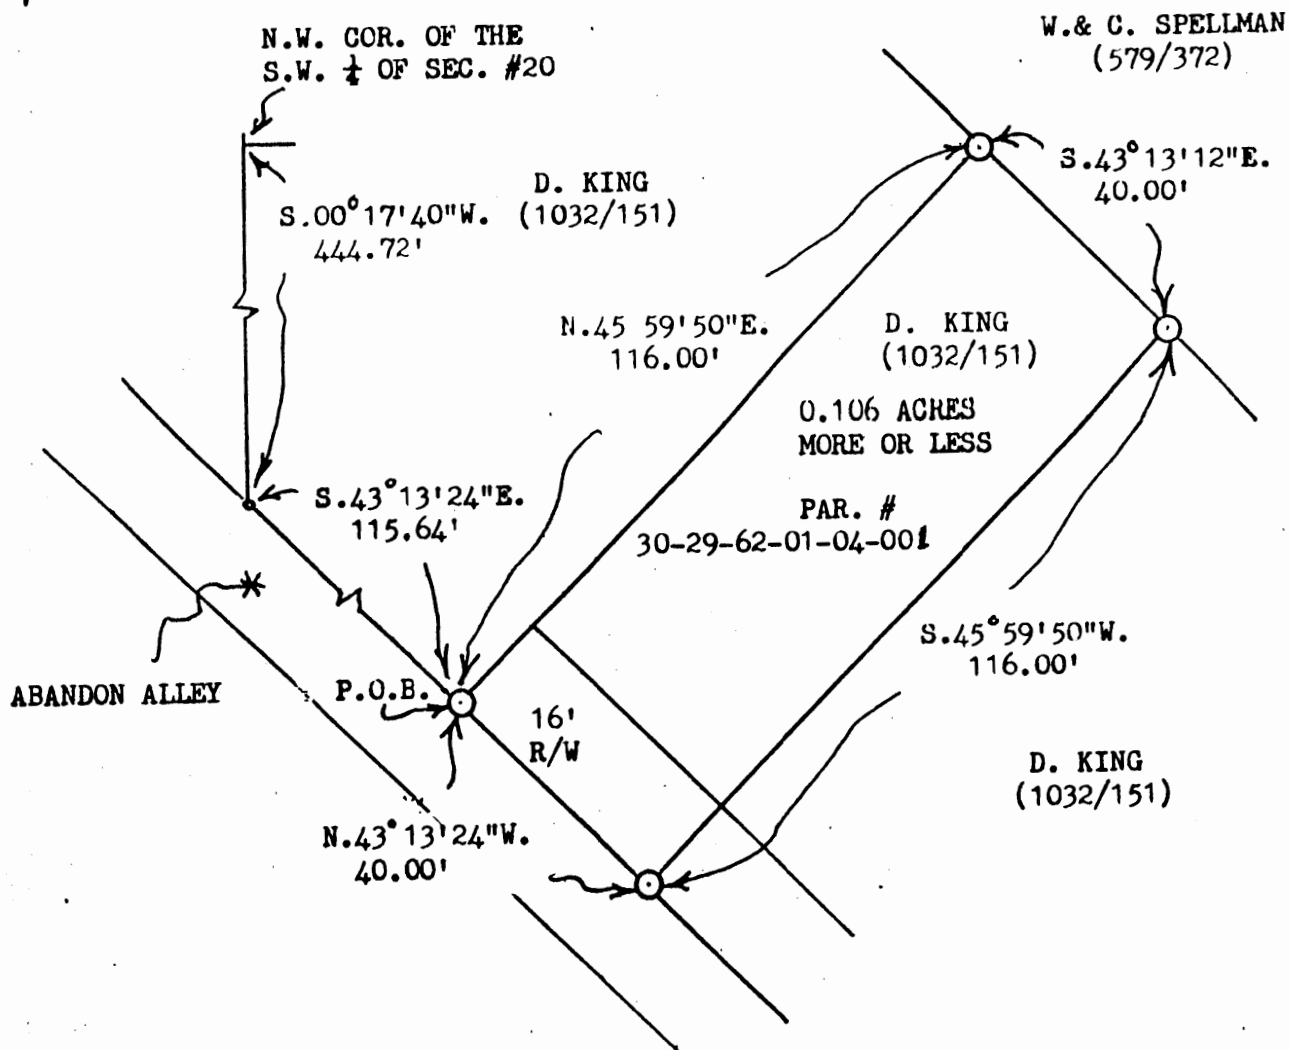 N.W. COR. OF THE
S.W. ¼ OF SEC. #20
W.& C. SPELLMAN
(579/372)
S.43°13'12"E.
40.00'
D. KING
(1032/151)
S.00°17'40"W.
444.72'
N.45 59'50"E.
116.00'
D. KING
(1032/151)
0.106 ACRES
MORE OR LESS
S.43°13'24"E.
115.64'
PAR. #
30-29-62-01-04-001
S.45°59'50"W.
116.00'
ABANDON ALLEY
P.O.B.
16'
R/W
D. KING
(1032/151)
N.43°13'24"W.
40.00'